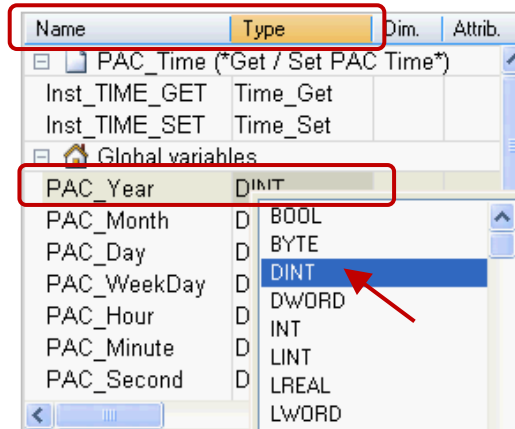 Name Type Dim. Attrib.
PAC_Time (*Get / Set PAC Time*)
Inst_TIME_GET Time_Get
Inst_TIME_SET Time_Set
Global variables
PAC_Year DINT
PAC_Month D BOOL
PAC_Day D BYTE
PAC_WeekDay D DINT
PAC_Hour D DWORD
PAC_Minute D INT
PAC_Second D LINT
LREAL
LWORD